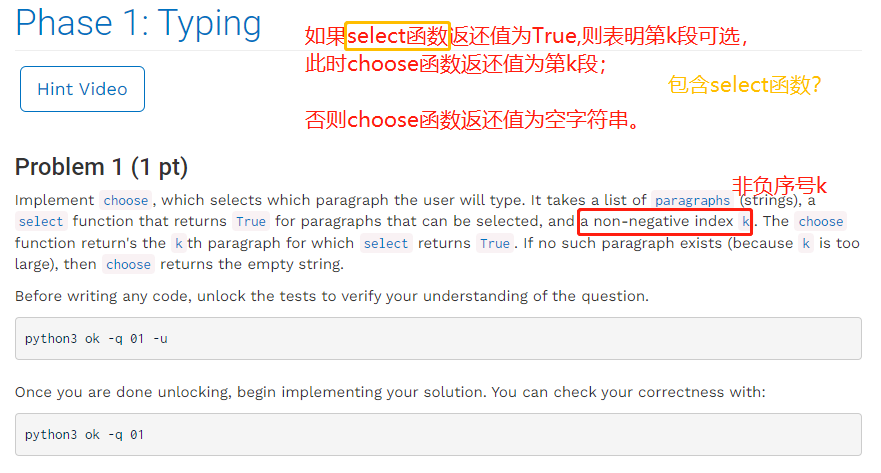 Phase 1: Typing
如果select函数返还值为True,则表明第k段可选，
此时choose函数返还值为第k段；
包含select函数?
否则choose函数返还值为空字符串。
Hint Video
Problem 1 (1 pt)
非负序号k
Implement choose, which selects which paragraph the user will type. It takes a list of paragraphs (strings), a
select function that returns True for paragraphs that can be selected, and a non-negative index k. The choose
function return's the k th paragraph for which select returns True. If no such paragraph exists (because k is too
large), then choose returns the empty string.
Before writing any code, unlock the tests to verify your understanding of the question.
python3 ok -q 01 -u
Once you are done unlocking, begin implementing your solution. You can check your correctness with:
python3 ok -q 01